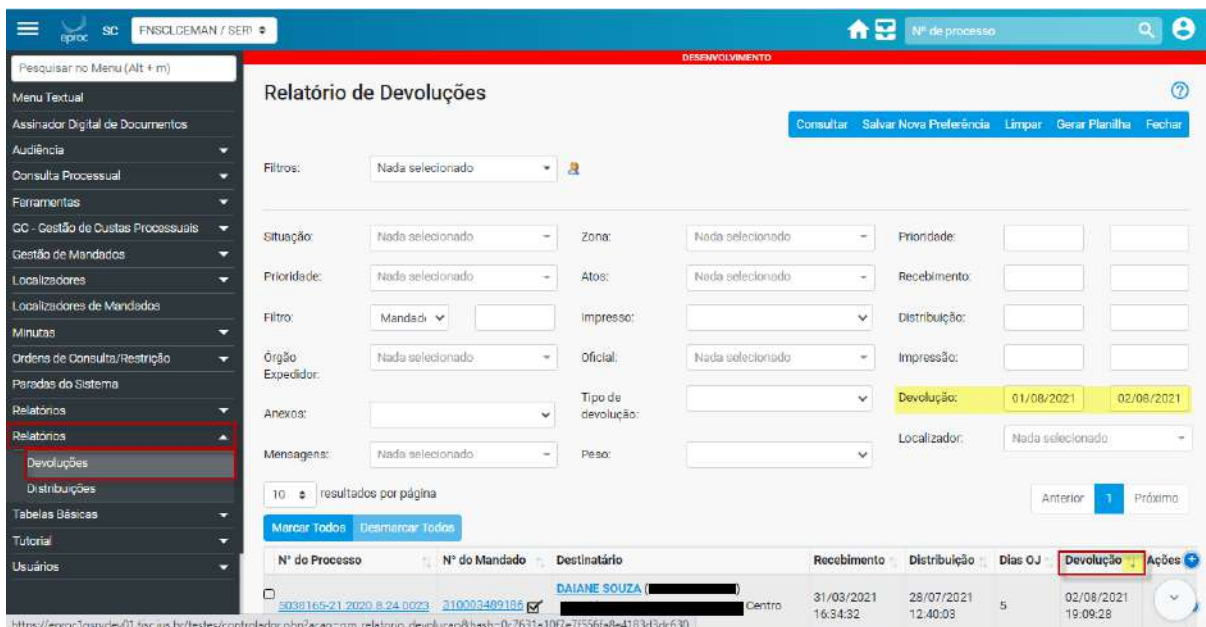 eproc SC FNSCLCEMAN / SER Nº de processo
DESENVOLVIMENTO
Pesquisar no Menu (Alt + m)
Menu Textual
Assinador Digital de Documentos
Audiência
Consulta Processual
Ferramentas
GC - Gestão de Custas Processuais
Gestão de Mandados
Localizadores
Localizadores de Mandados
Minutas
Ordens de Consulta/Restrição
Paradas do Sistema
Relatórios
Relatórios
Devoluções
Distribuições
Tabelas Básicas
Tutorial
Usuários
Relatório de Devoluções
Consultar Salvar Nova Preferência Limpar Gerar Planilha Fechar
Filtros: Nada selecionado
Situação: Nada selecionado Zona: Nada selecionado Prioridade:
Prioridade: Nada selecionado Atos: Nada selecionado Recebimento:
Filtro: Mandad Impresso: Distribuição:
Órgão Expedidor: Nada selecionado Oficial: Nada selecionado Impressão:
Anexos: Tipo de devolução: Devolução: 01/08/2021 02/08/2021
Mensagens: Nada selecionado Peso: Localizador: Nada selecionado
10 resultados por página Anterior 1 Próximo
Marcar Todos Desmarcar Todos
Nº do Processo Nº do Mandado Destinatário Recebimento Distribuição Dias OJ Devolução Ações
5038165-21.2020.8.24.0023 310003489186 DAIANE SOUZA ( ) Centro 31/03/2021 16:34:32 28/07/2021 12:40:03 5 02/08/2021 19:09:28